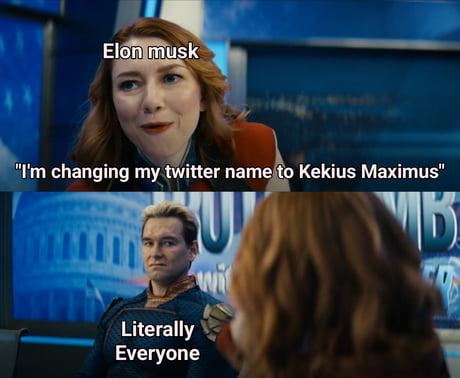 Elon musk
"I'm changing my twitter name to Kekius Maximus"
Literally
Everyone